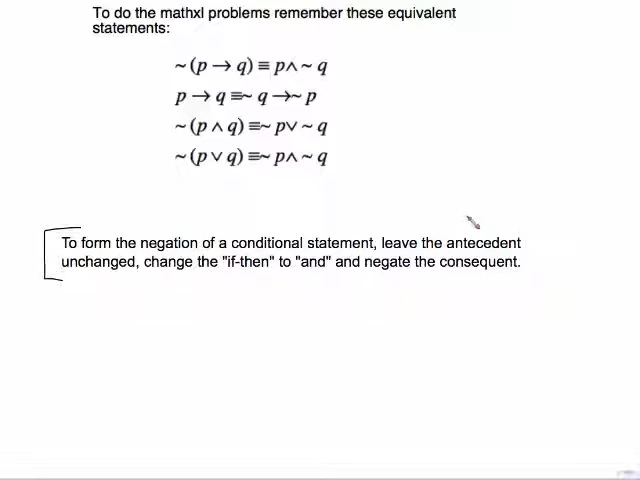 To do the mathxl problems remember these equivalent
statements:
~(p → q) ≡ p∧ ~ q
p → q ≡~ q →~ p
~(p ∧ q) ≡~ p∨ ~ q
~(p ∨ q) ≡~ p∧ ~ q
To form the negation of a conditional statement, leave the antecedent
unchanged, change the "if-then" to "and" and negate the consequent.